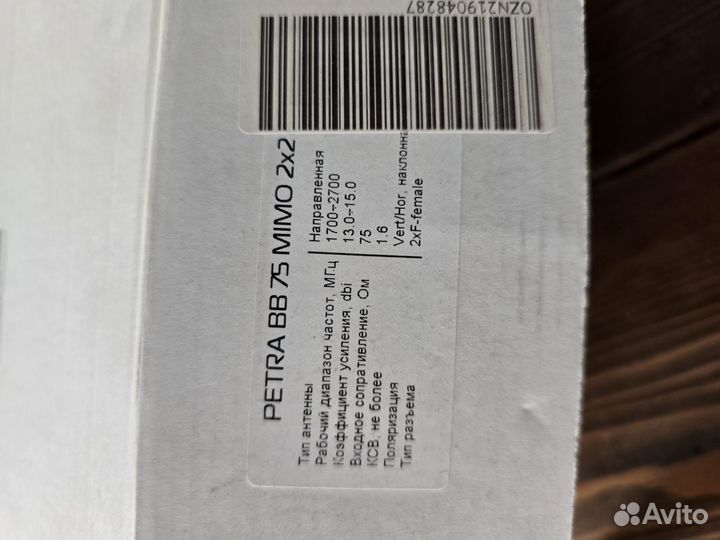 OZN2119048287
PETRA BB 75 MIMO 2x2
Тип антенны Направленная
Рабочий диапазон частот, МГц 1700÷2700
Коэффициент усиления, dbi 13.0÷15.0
Входное сопративление, Ом 75
КСВ, не более 1.6
Поляризация Vert/Hor, наклонна
Тип разъема 2xF-female
Avito